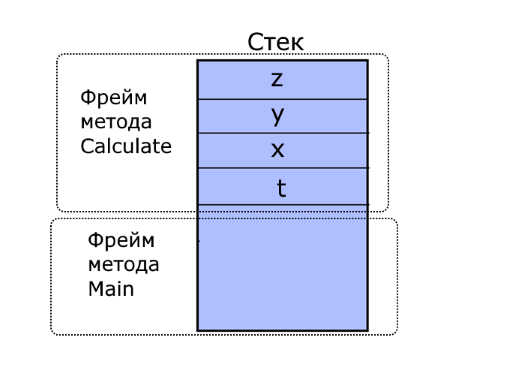 Стек
z
Фрейм
метода
Calculate
y
x
t
Фрейм
метода
Main